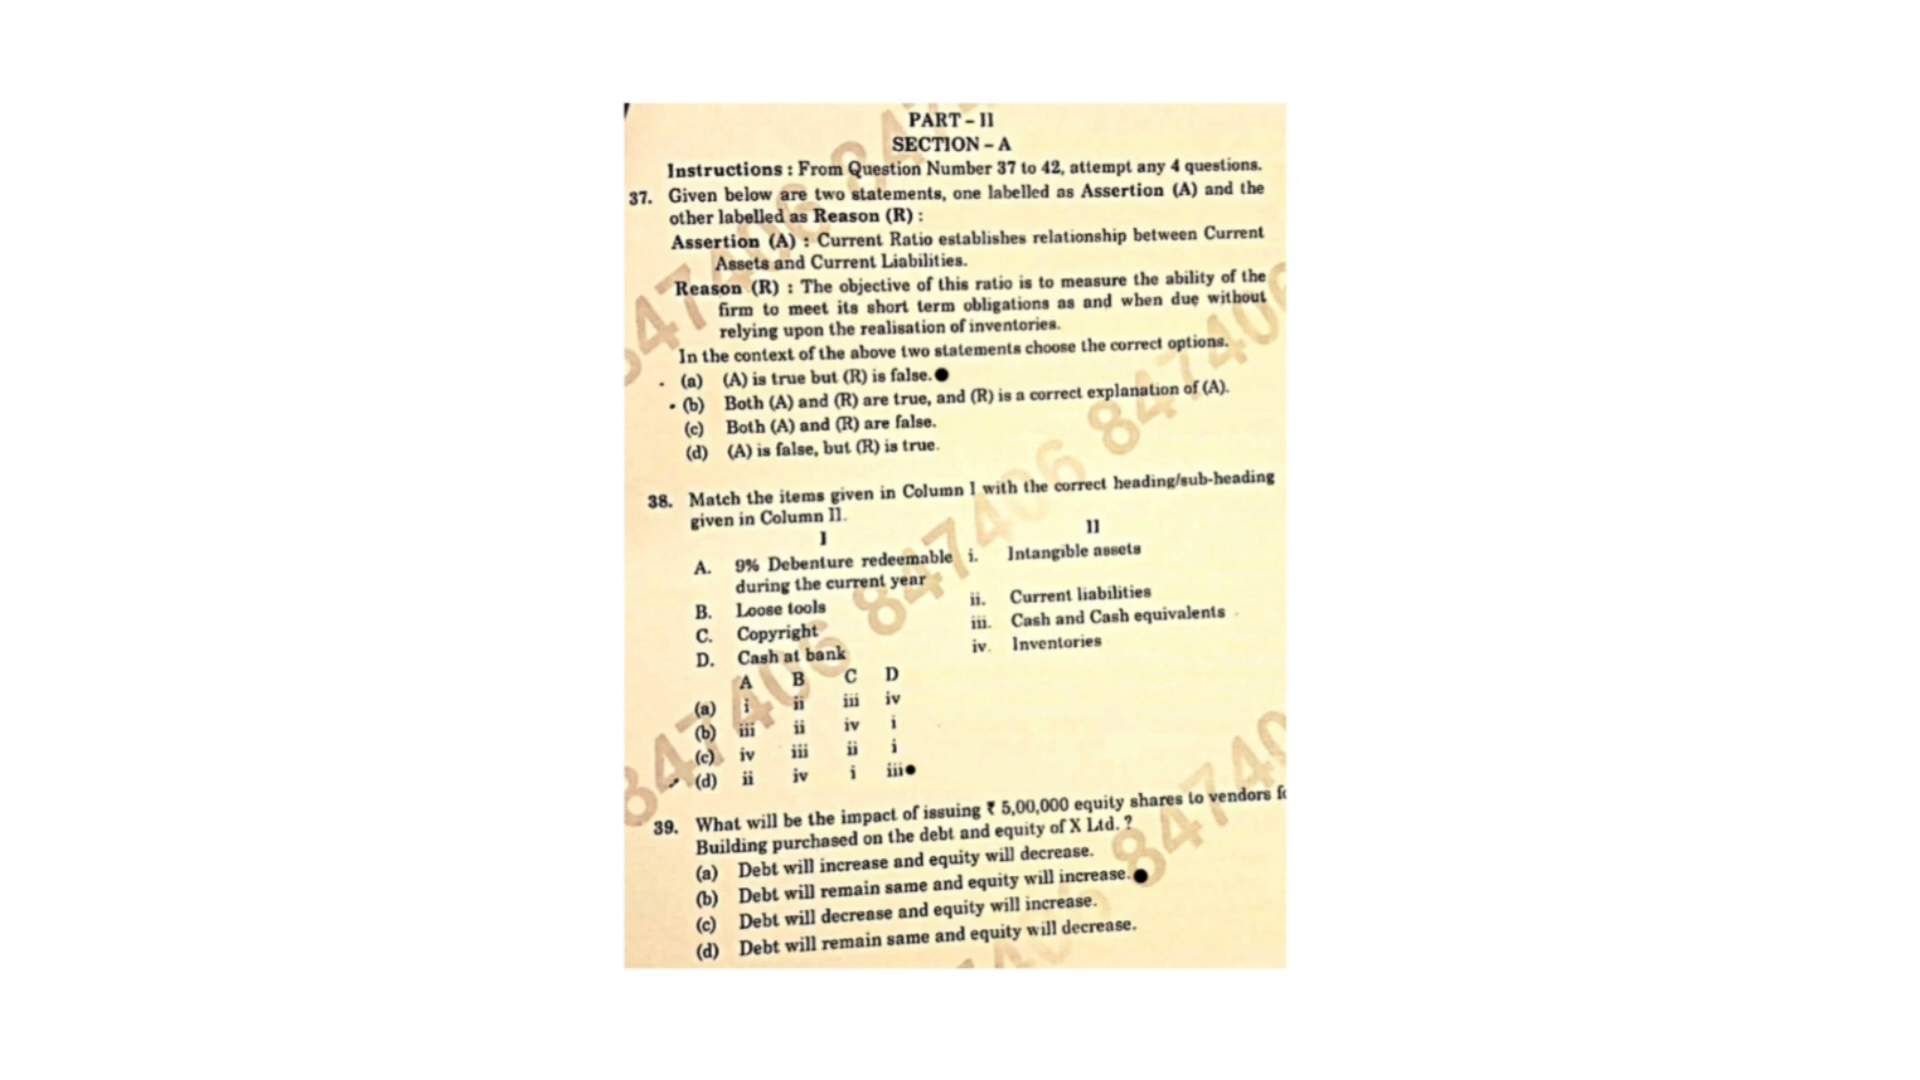 PART – II
SECTION – A
Instructions : From Question Number 37 to 42, attempt any 4 questions.
37. Given below are two statements, one labelled as Assertion (A) and the
other labelled as Reason (R) :
Assertion (A) : Current Ratio establishes relationship between Current
Assets and Current Liabilities.
Reason (R) : The objective of this ratio is to measure the ability of the
firm to meet its short term obligations as and when due without
relying upon the realisation of inventories.
In the context of the above two statements choose the correct options.
(a) (A) is true but (R) is false.
(b) Both (A) and (R) are true, and (R) is a correct explanation of (A).
(c) Both (A) and (R) are false.
(d) (A) is false, but (R) is true.
38. Match the items given in Column I with the correct heading/sub-heading
given in Column II.
I II
A. 9% Debenture redeemable i. Intangible assets
during the current year
B. Loose tools ii. Current liabilities
C. Copyright iii. Cash and Cash equivalents
D. Cash at bank iv. Inventories
A B C D
(a) i ii iii iv
(b) iii ii iv i
(c) iv iii ii i
(d) ii iv i iii
39. What will be the impact of issuing ₹ 5,00,000 equity shares to vendors
Building purchased on the debt and equity of X Ltd. ?
(a) Debt will increase and equity will decrease.
(b) Debt will remain same and equity will increase.
(c) Debt will decrease and equity will increase.
(d) Debt will remain same and equity will decrease.
847406 847406 847406